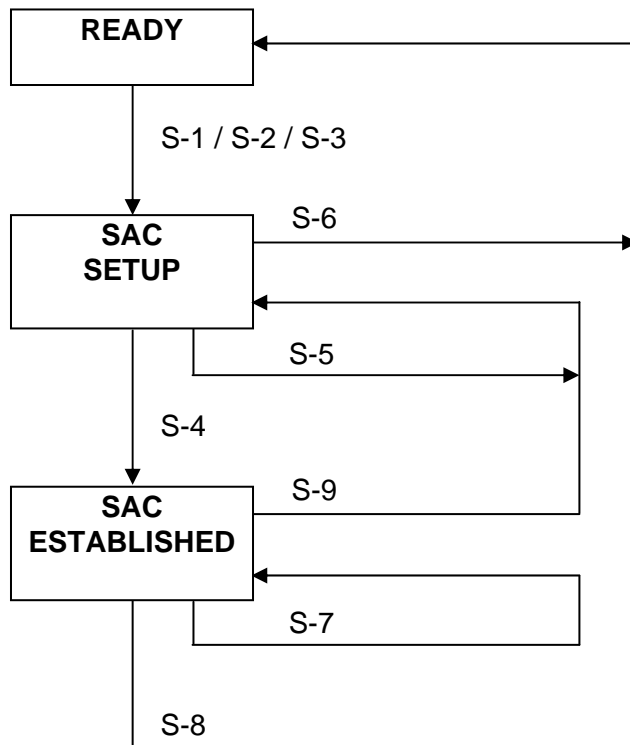 READY
S-1 / S-2 / S-3
SAC
SETUP
S-6
S-5
S-4
SAC
ESTABLISHED
S-9
S-7
S-8